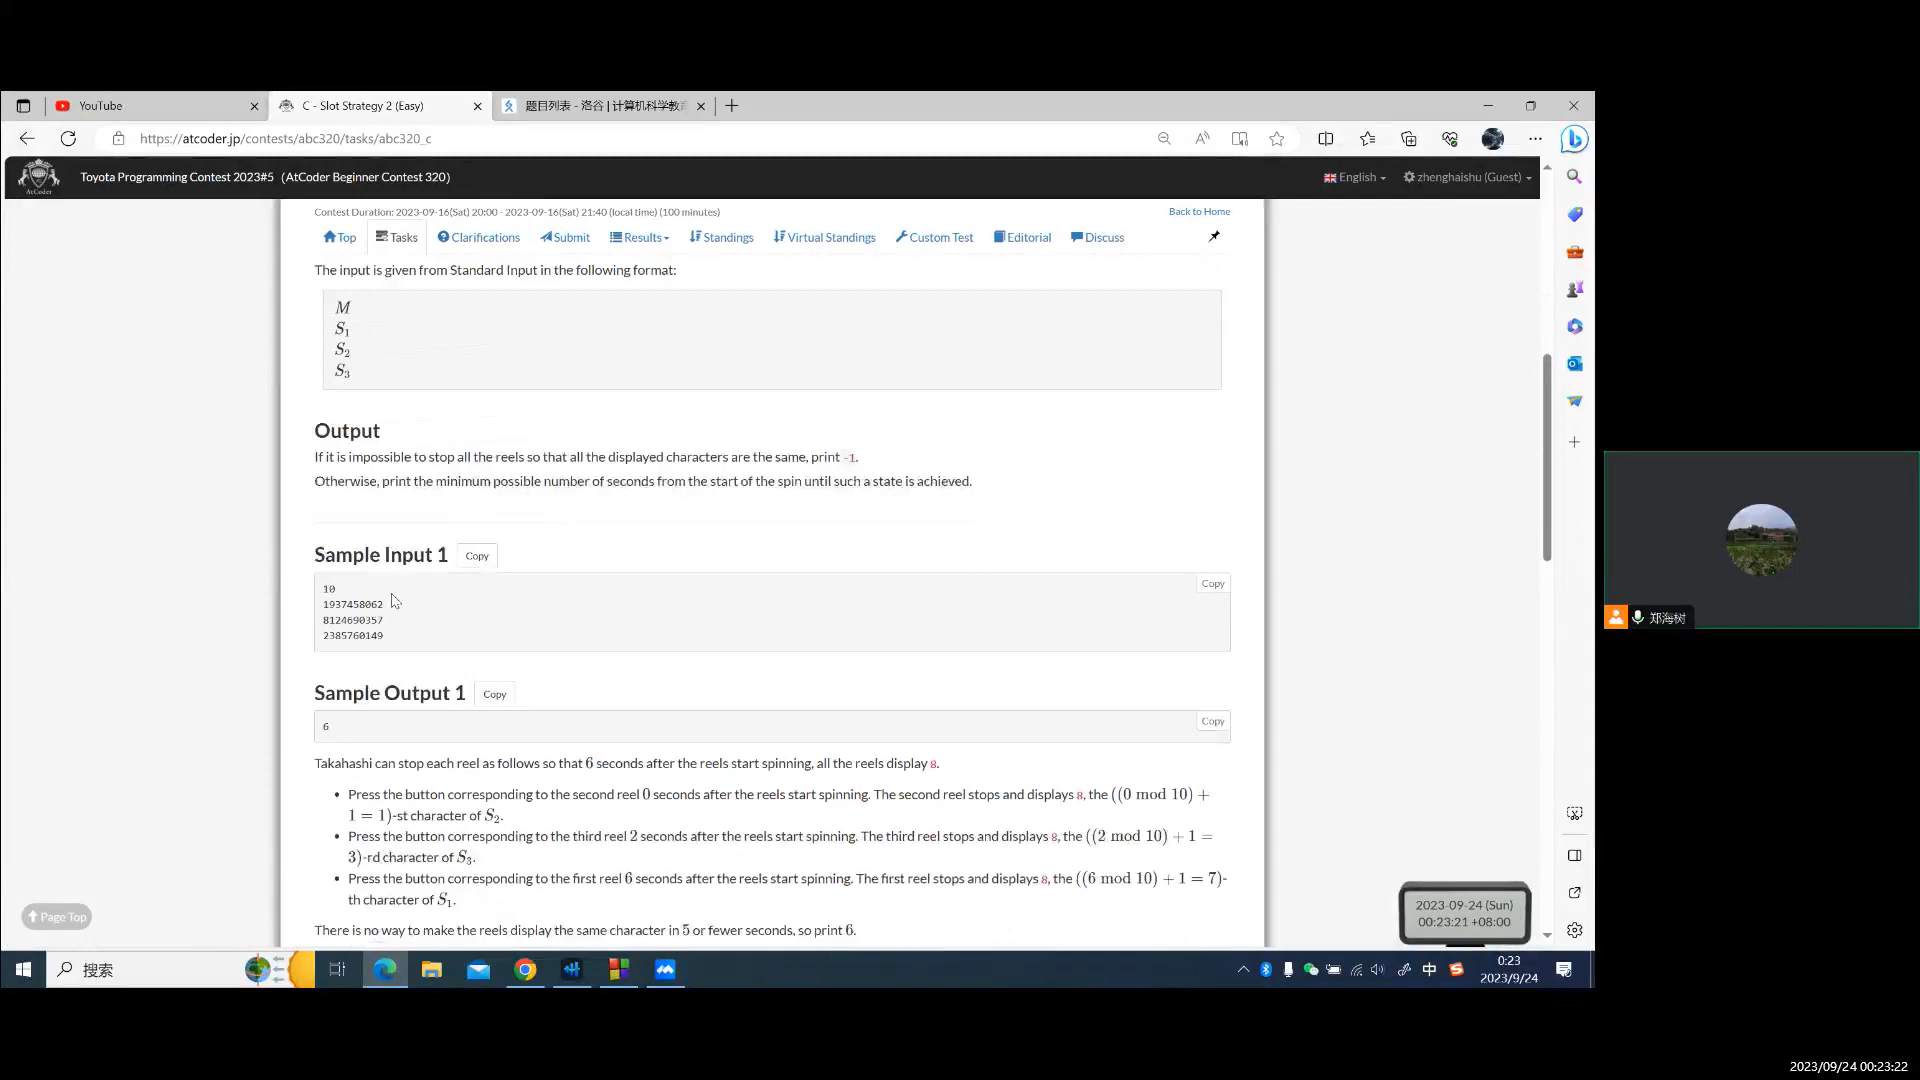 YouTube
C - Slot Strategy 2 (Easy)
题目列表 - 洛谷 | 计算机科学教育
https://atcoder.jp/contests/abc320/tasks/abc320_c
AtCoder
Toyota Programming Contest 2023#5 (AtCoder Beginner Contest 320)
English
zhenghaishu (Guest)
Contest Duration: 2023-09-16(Sat) 20:00 - 2023-09-16(Sat) 21:40 (local time) (100 minutes)
Back to Home
Top
Tasks
Clarifications
Submit
Results
Standings
Virtual Standings
Custom Test
Editorial
Discuss
The input is given from Standard Input in the following format:
M
S1
S2
S3
Output
If it is impossible to stop all the reels so that all the displayed characters are the same, print -1.
Otherwise, print the minimum possible number of seconds from the start of the spin until such a state is achieved.
Sample Input 1
Copy
Copy
10
1937458062
8124690357
2385760149
Sample Output 1
Copy
Copy
6
Takahashi can stop each reel as follows so that 6 seconds after the reels start spinning, all the reels display 8.
• Press the button corresponding to the second reel 0 seconds after the reels start spinning. The second reel stops and displays 8, the ((0 mod 10) +
1 = 1)-st character of S2.
• Press the button corresponding to the third reel 2 seconds after the reels start spinning. The third reel stops and displays 8, the ((2 mod 10) + 1 =
3)-rd character of S3.
• Press the button corresponding to the first reel 6 seconds after the reels start spinning. The first reel stops and displays 8, the ((6 mod 10) + 1 = 7)-
th character of S1.
There is no way to make the reels display the same character in 5 or fewer seconds, so print 6.
Page Top
2023-09-24 (Sun)
00:23:21 +08:00
郑海树
搜索
中
0:23
2023/9/24
2023/09/24 00:23:22